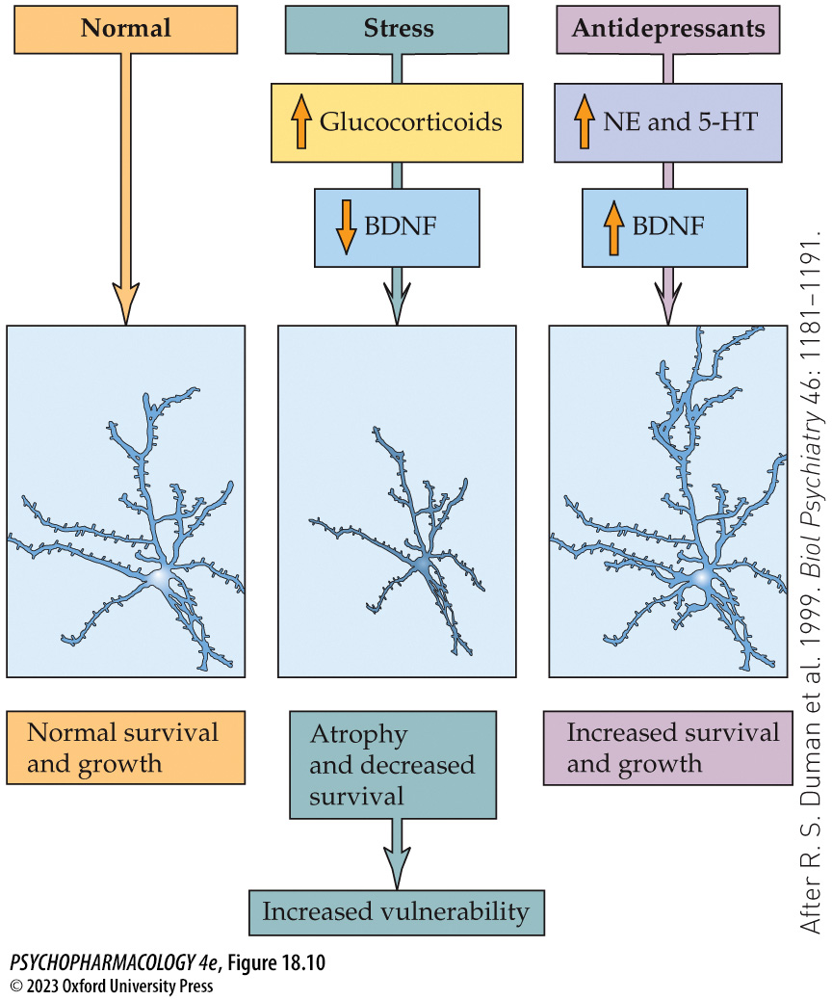 Normal
Stress
Antidepressants
Glucocorticoids
NE and 5-HT
BDNF
BDNF
Normal survival
and growth
Atrophy
and decreased
survival
Increased survival
and growth
Increased vulnerability
After R. S. Duman et al. 1999. Biol Psychiatry 46: 1181–1191.
PSYCHOPHARMACOLOGY 4e, Figure 18.10
© 2023 Oxford University Press